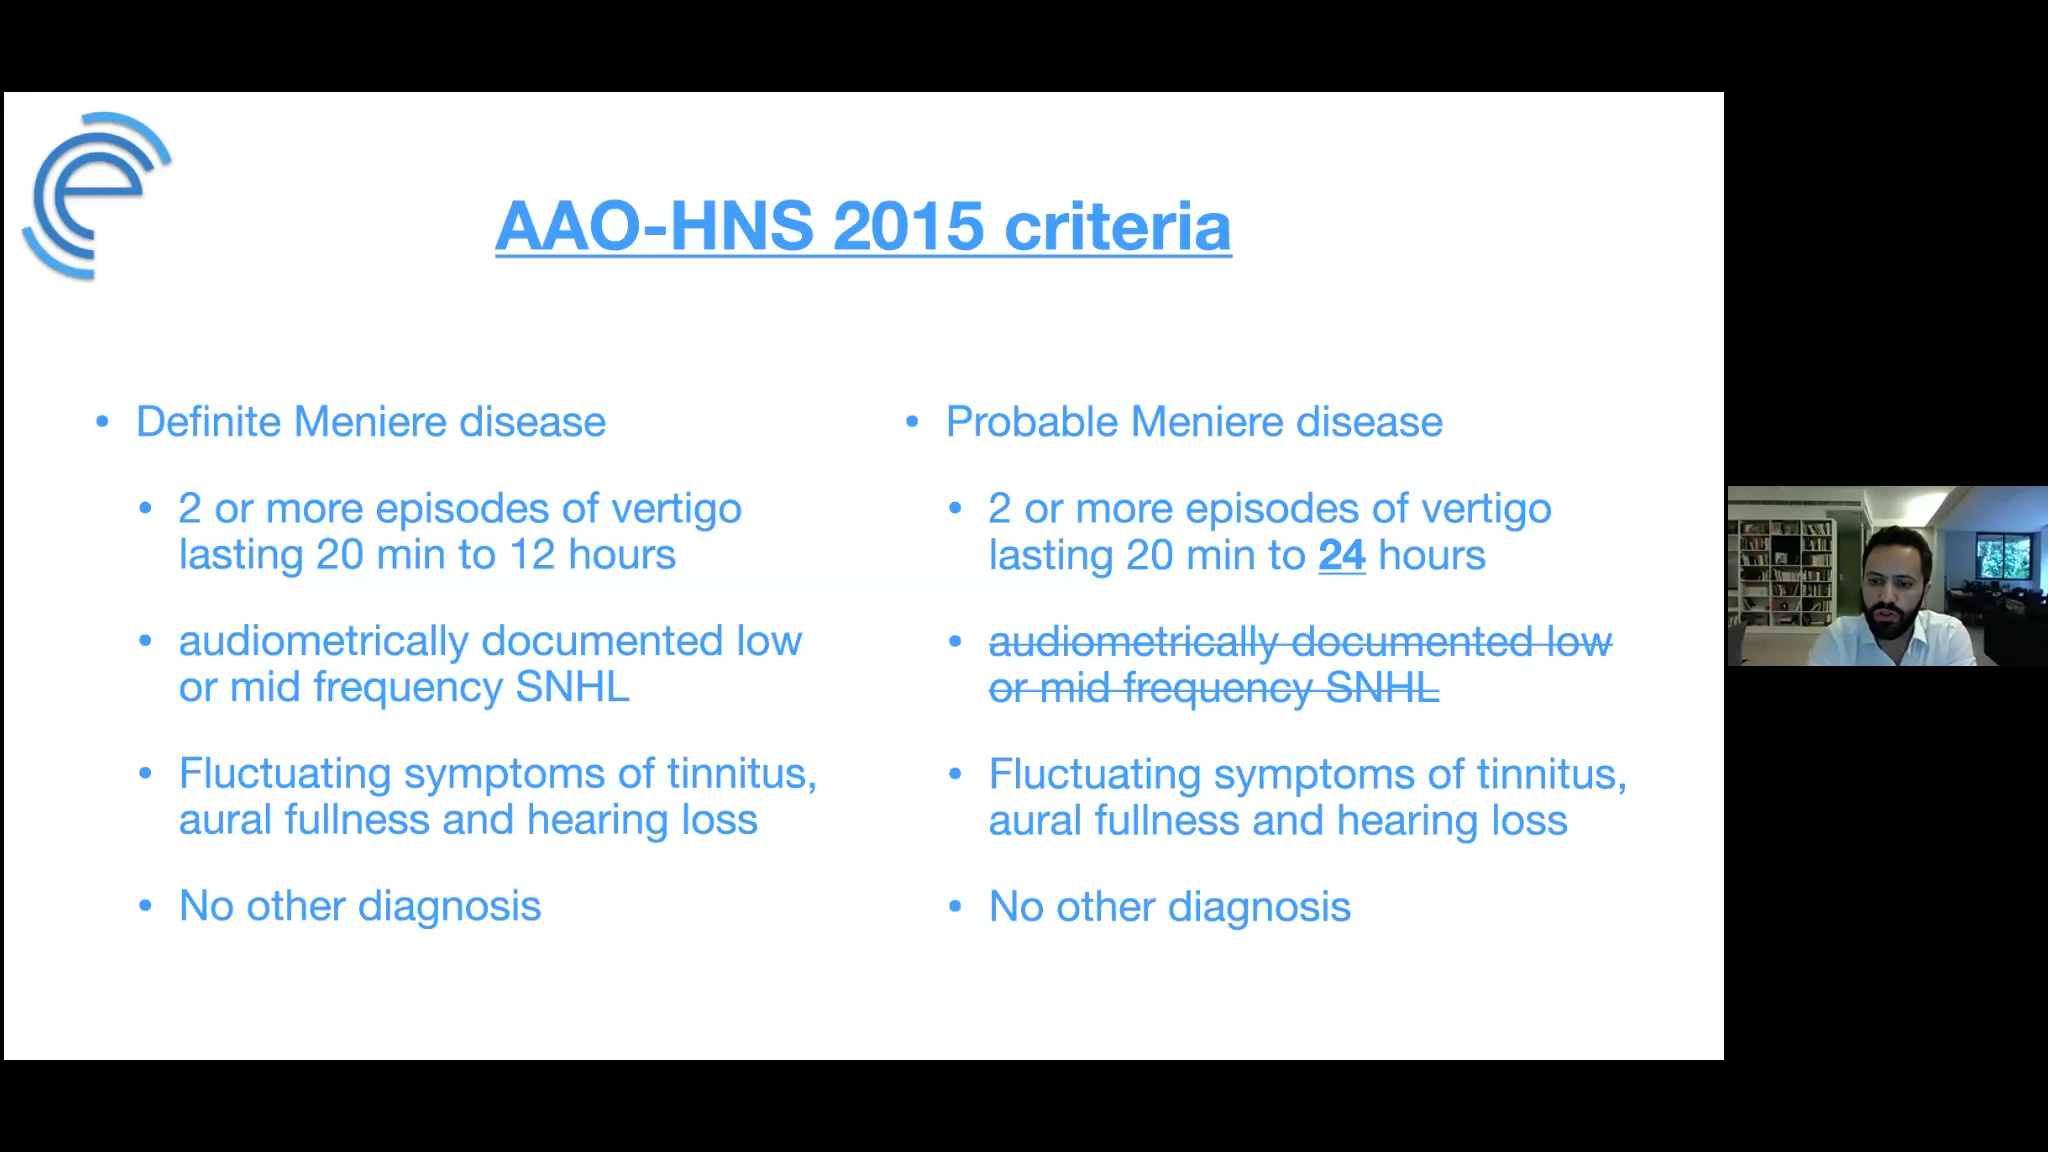 AAO-HNS 2015 criteria
• Definite Meniere disease
• 2 or more episodes of vertigo
lasting 20 min to 12 hours
• audiometrically documented low
or mid frequency SNHL
• Fluctuating symptoms of tinnitus,
aural fullness and hearing loss
• No other diagnosis
• Probable Meniere disease
• 2 or more episodes of vertigo
lasting 20 min to 24 hours
• audiometrically documented low
or mid frequency SNHL
• Fluctuating symptoms of tinnitus,
aural fullness and hearing loss
• No other diagnosis